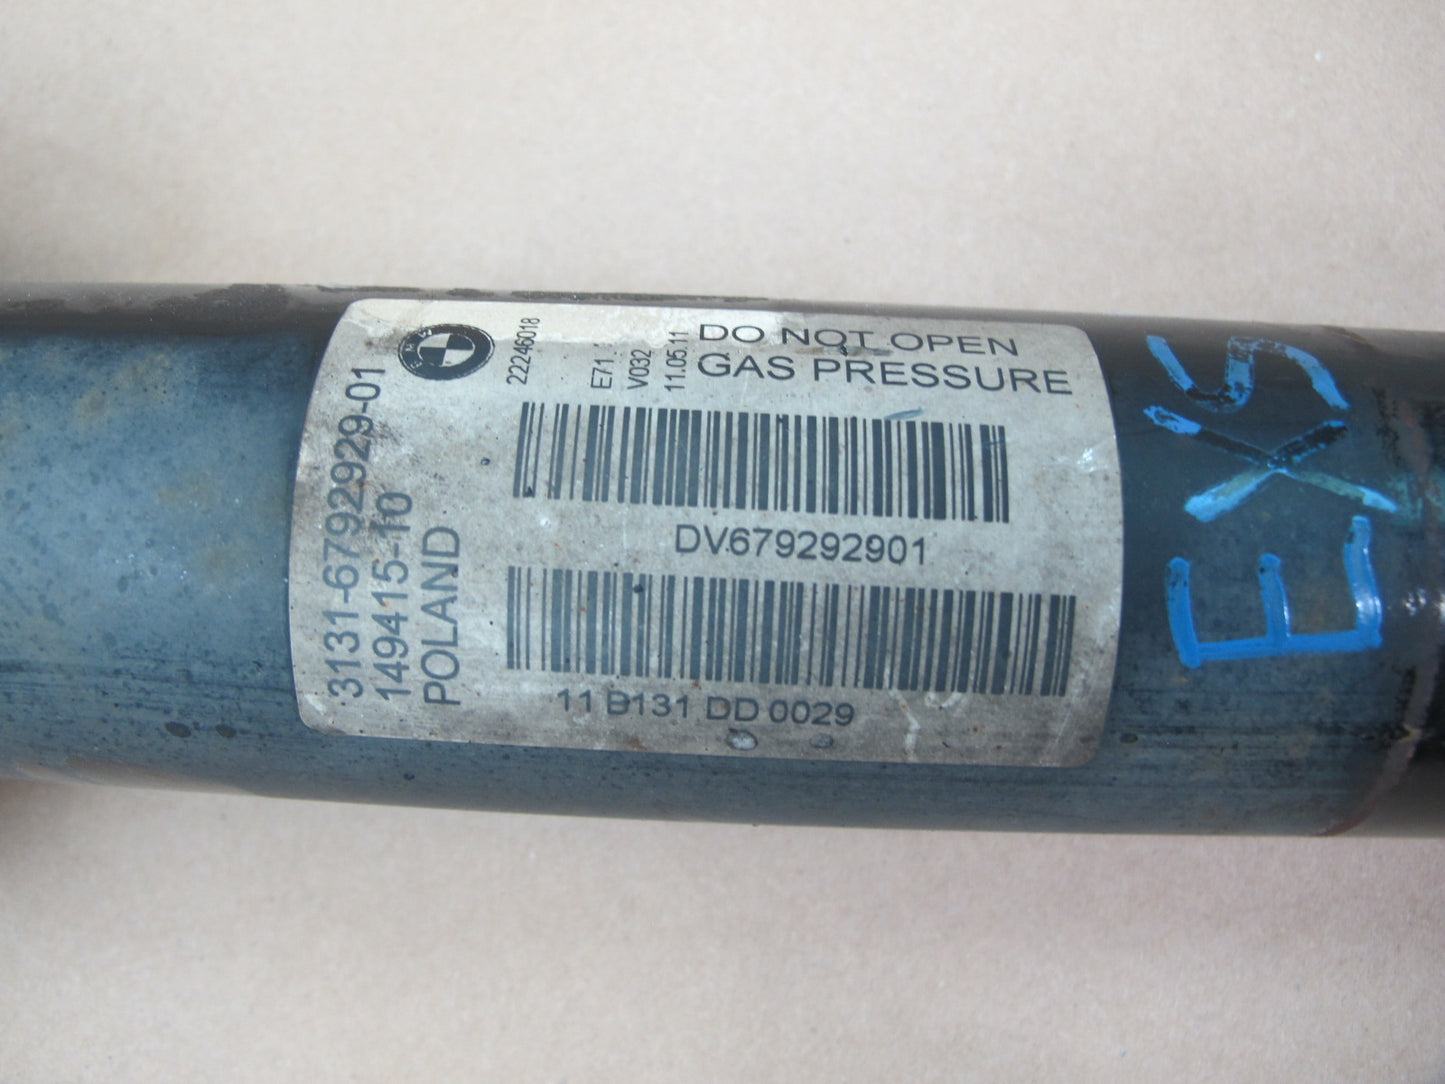 BMW
22246018
E71
V032
11.05.11
DO NOT OPEN
GAS PRESSURE
3131-6792929-01
149415-10
POLAND
DV679292901
11 B131 DD 0029
EXS